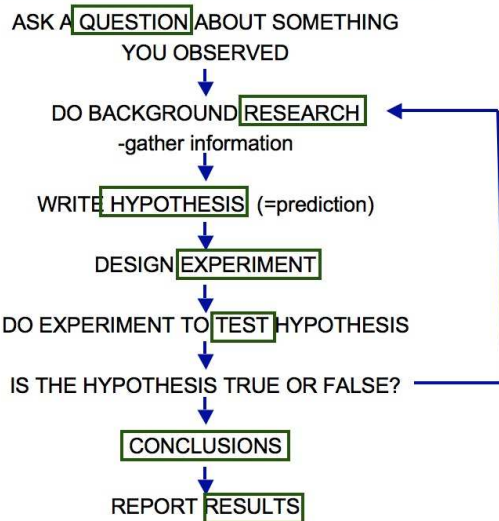 ASK A QUESTION ABOUT SOMETHING
YOU OBSERVED
DO BACKGROUND RESEARCH
-gather information
WRITE HYPOTHESIS (=prediction)
DESIGN EXPERIMENT
DO EXPERIMENT TO TEST HYPOTHESIS
IS THE HYPOTHESIS TRUE OR FALSE?
CONCLUSIONS
REPORT RESULTS